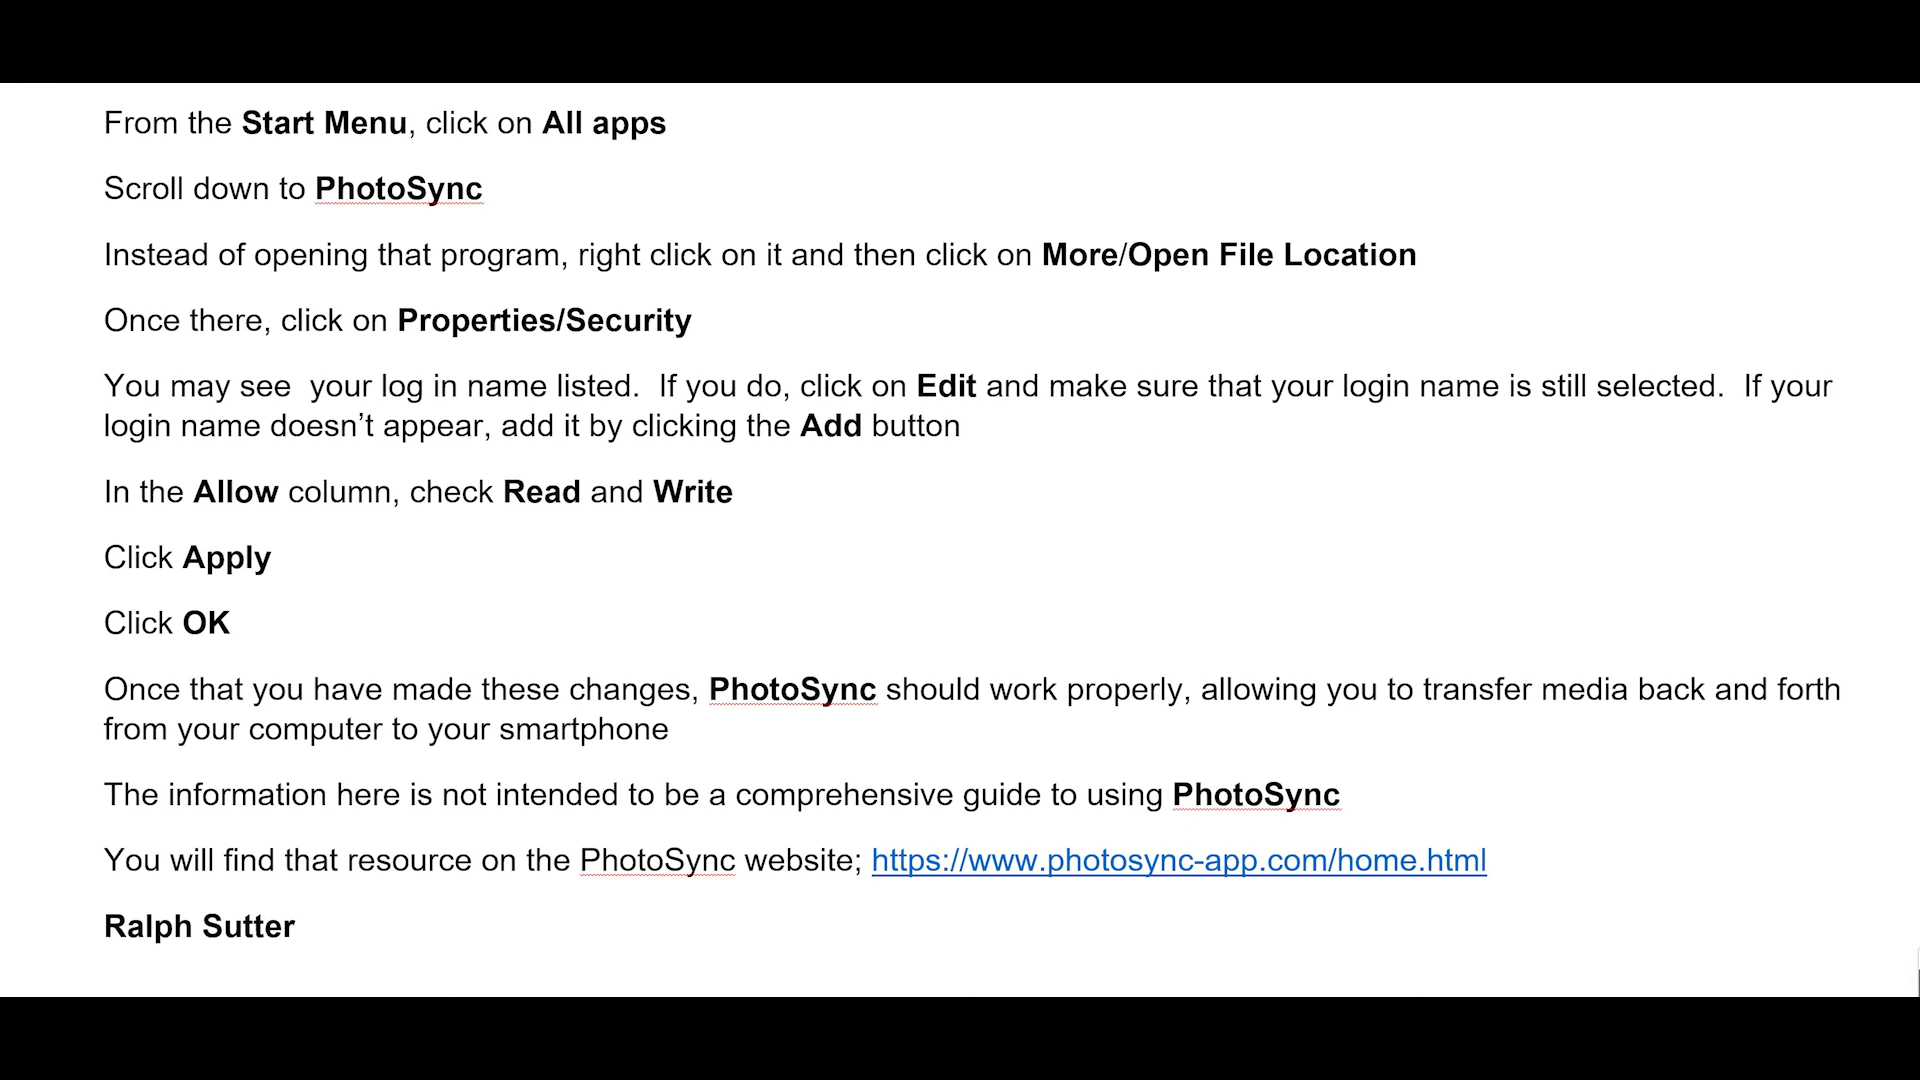 From the Start Menu, click on All apps
Scroll down to PhotoSync
Instead of opening that program, right click on it and then click on More/Open File Location
Once there, click on Properties/Security
You may see  your log in name listed.  If you do, click on Edit and make sure that your login name is still selected.  If your
login name doesn’t appear, add it by clicking the Add button
In the Allow column, check Read and Write
Click Apply
Click OK
Once that you have made these changes, PhotoSync should work properly, allowing you to transfer media back and forth
from your computer to your smartphone
The information here is not intended to be a comprehensive guide to using PhotoSync
You will find that resource on the PhotoSync website; https://www.photosync-app.com/home.html
Ralph Sutter